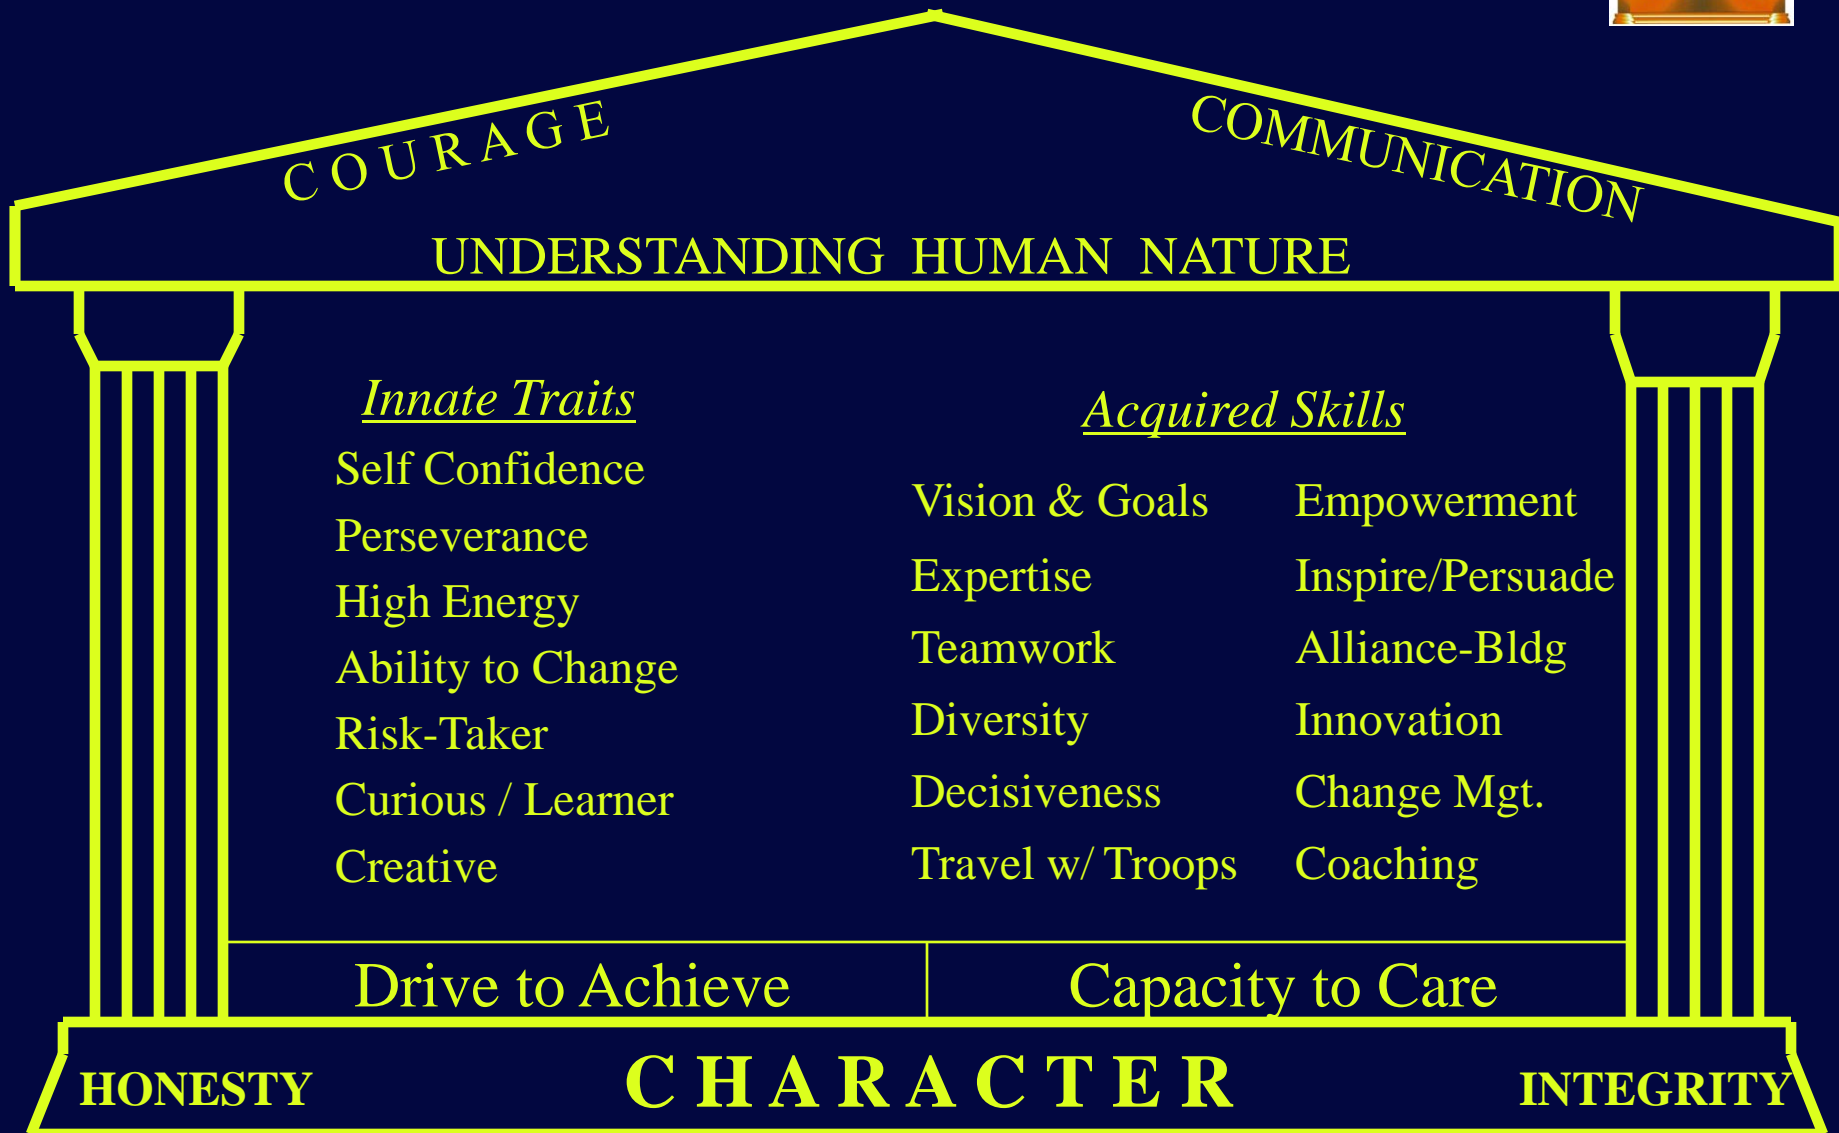 C O U R A G E
COMMUNICATION
UNDERSTANDING HUMAN NATURE
Innate Traits
Self Confidence
Perseverance
High Energy
Ability to Change
Risk-Taker
Curious / Learner
Creative
Acquired Skills
Vision & Goals
Expertise
Teamwork
Diversity
Decisiveness
Travel w/ Troops
Empowerment
Inspire/Persuade
Alliance-Bldg
Innovation
Change Mgt.
Coaching
Drive to Achieve
Capacity to Care
HONESTY
C H A R A C T E R
INTEGRITY